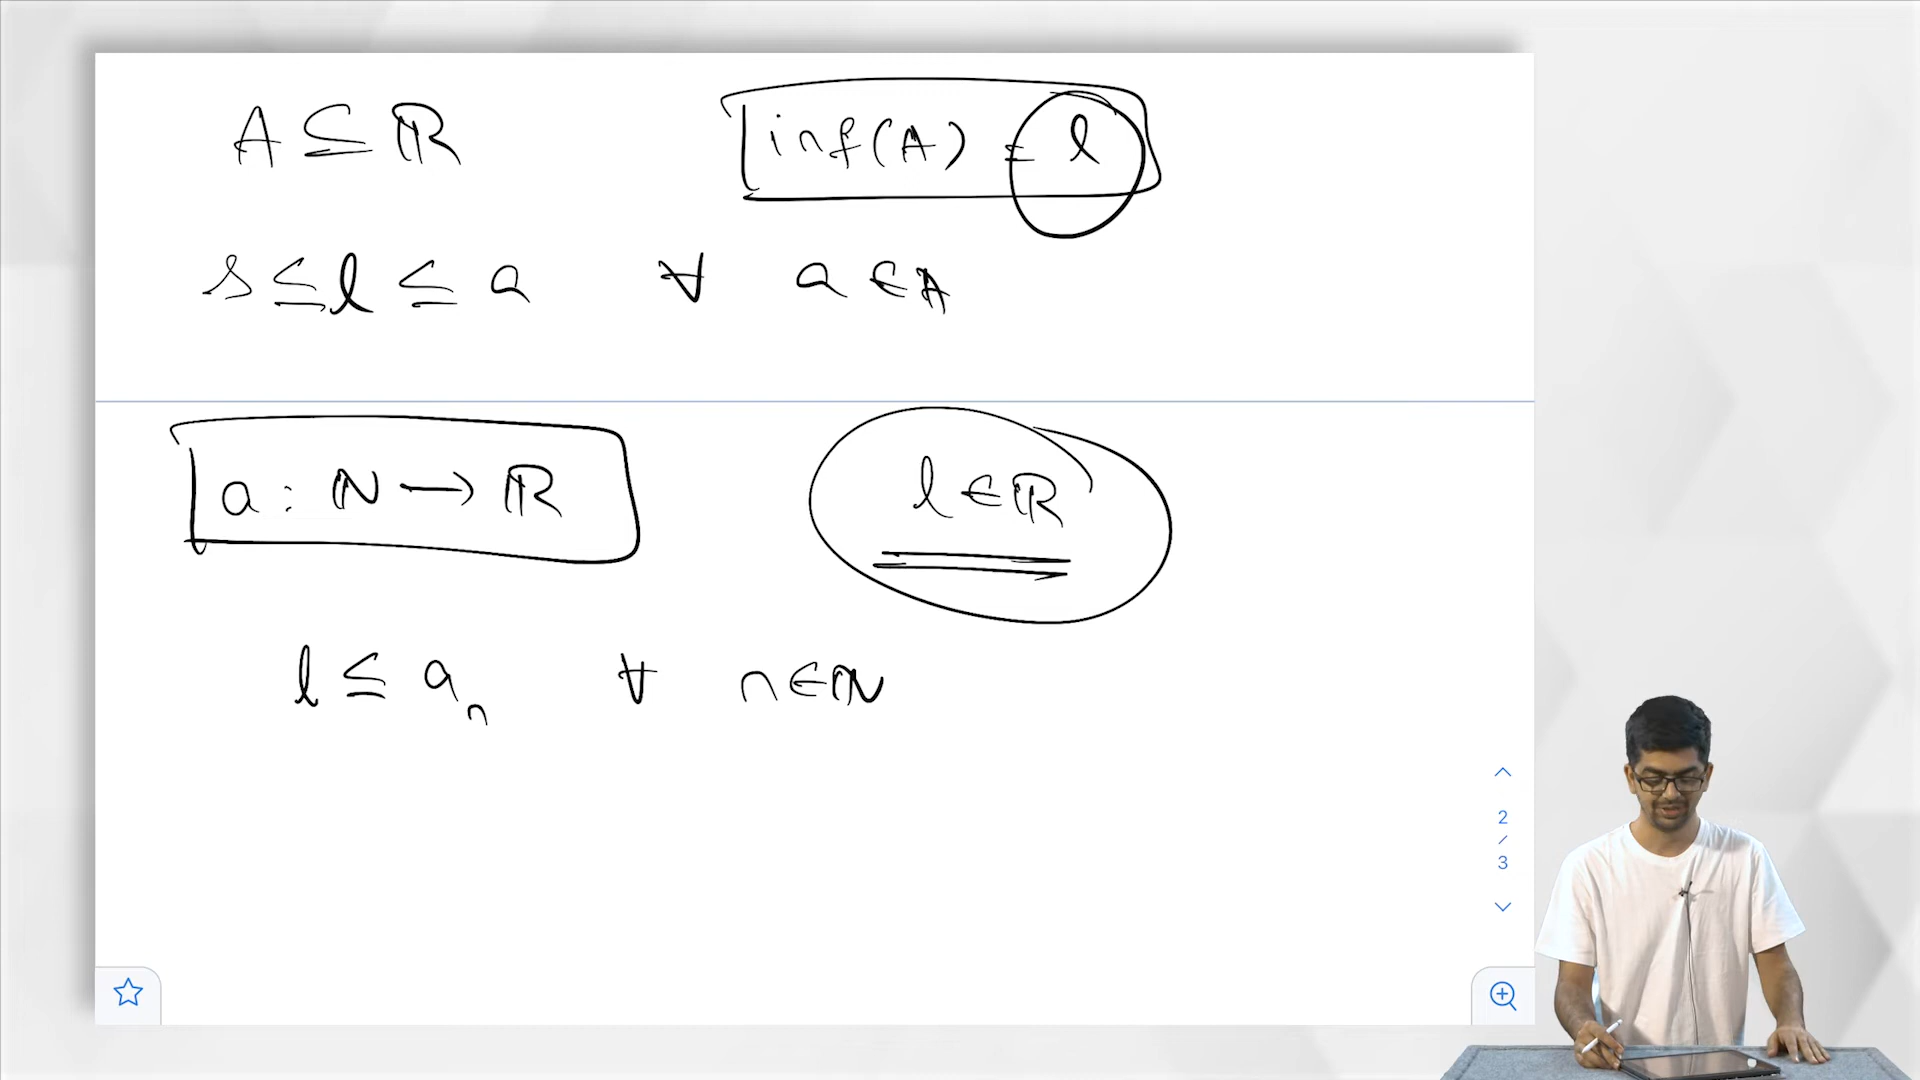 A ⊆ ℝ inf(A) = l
s ≤ l ≤ a ∀ a ∈ A
a : ℕ → ℝ l ∈ ℝ
l ≤ aₙ ∀ n ∈ ℕ
2
/
3